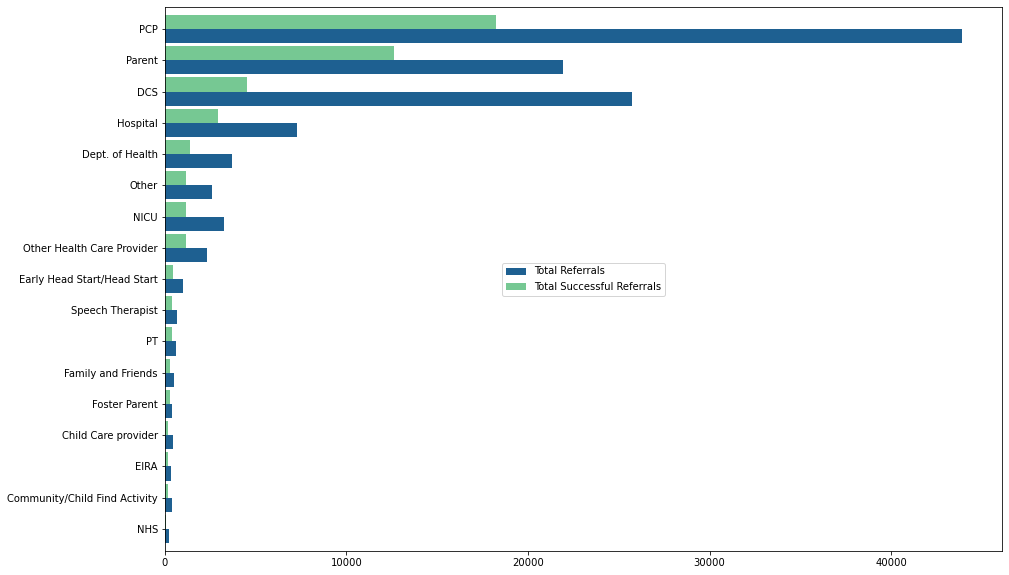 PCP
Parent
DCS
Hospital
Dept. of Health
Other
NICU
Other Health Care Provider
Early Head Start/Head Start
Speech Therapist
PT
Family and Friends
Foster Parent
Child Care provider
EIRA
Community/Child Find Activity
NHS
Total Referrals
Total Successful Referrals
0 10000 20000 30000 40000